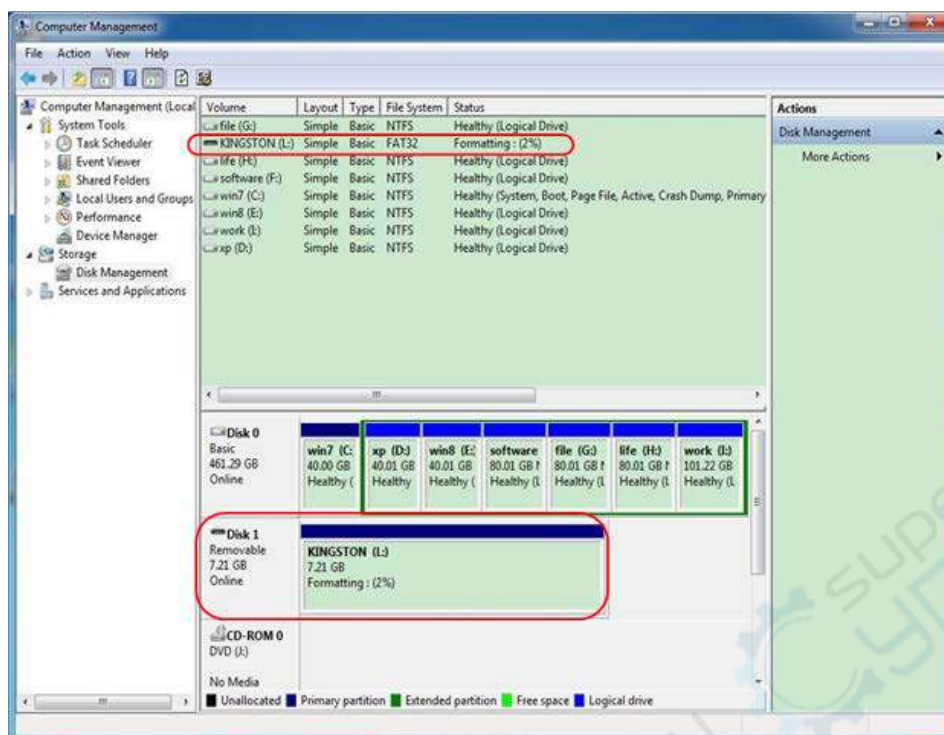 Computer Management
File Action View Help
Computer Management (Local
System Tools
Task Scheduler
Event Viewer
Shared Folders
Local Users and Groups
Performance
Device Manager
Storage
Disk Management
Services and Applications
Volume Layout Type File System Status
file (G:) Simple Basic NTFS Healthy (Logical Drive)
KINGSTON (L:) Simple Basic FAT32 Formatting : (2%)
life (H:) Simple Basic NTFS Healthy (Logical Drive)
software (F:) Simple Basic NTFS Healthy (Logical Drive)
win7 (C:) Simple Basic NTFS Healthy (System, Boot, Page File, Active, Crash Dump, Primary
win8 (E:) Simple Basic NTFS Healthy (Logical Drive)
work (I:) Simple Basic NTFS Healthy (Logical Drive)
xp (D:) Simple Basic NTFS Healthy (Logical Drive)
Actions
Disk Management
More Actions
Disk 0
Basic
461.29 GB
Online
win7 (C:
40.00 GB
Healthy (
xp (D:)
40.01 GB
Healthy
win8 (E:
40.01 GB
Healthy (
software
80.01 GB N
Healthy (L
file (G:)
80.01 GB N
Healthy (L
life (H:)
80.01 GB N
Healthy (L
work (I:)
101.22 GB
Healthy (L
Disk 1
Removable
7.21 GB
Online
KINGSTON (L:)
7.21 GB
Formatting : (2%)
CD-ROM 0
DVD (J:)
No Media
Unallocated Primary partition Extended partition Free space Logical drive